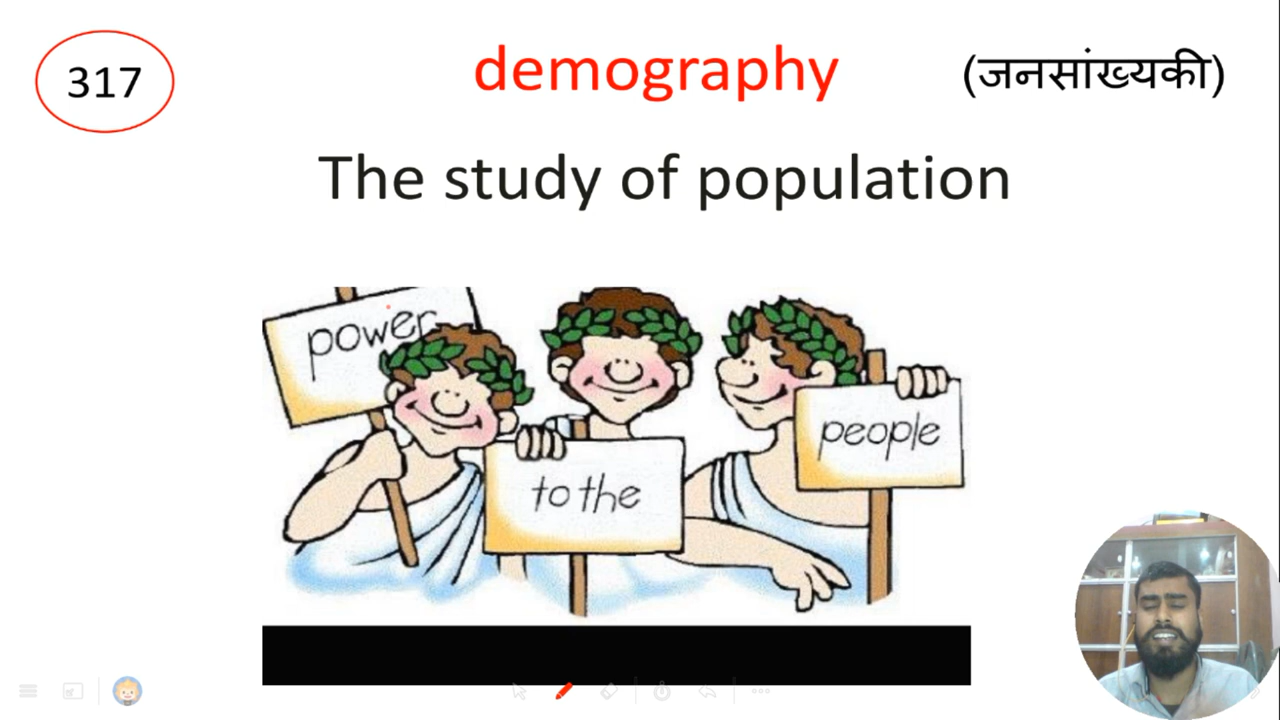 317
demography
(जनसांख्यकी)
The study of population
power
to the
people